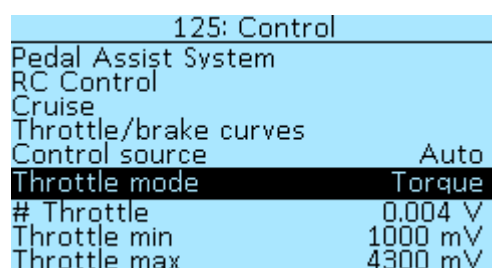 125: Control
Pedal Assist System
RC Control
Cruise
Throttle/brake curves
Control source Auto
Throttle mode Torque
# Throttle 0.004 V
Throttle min 1000 mV
Throttle max 4300 mV